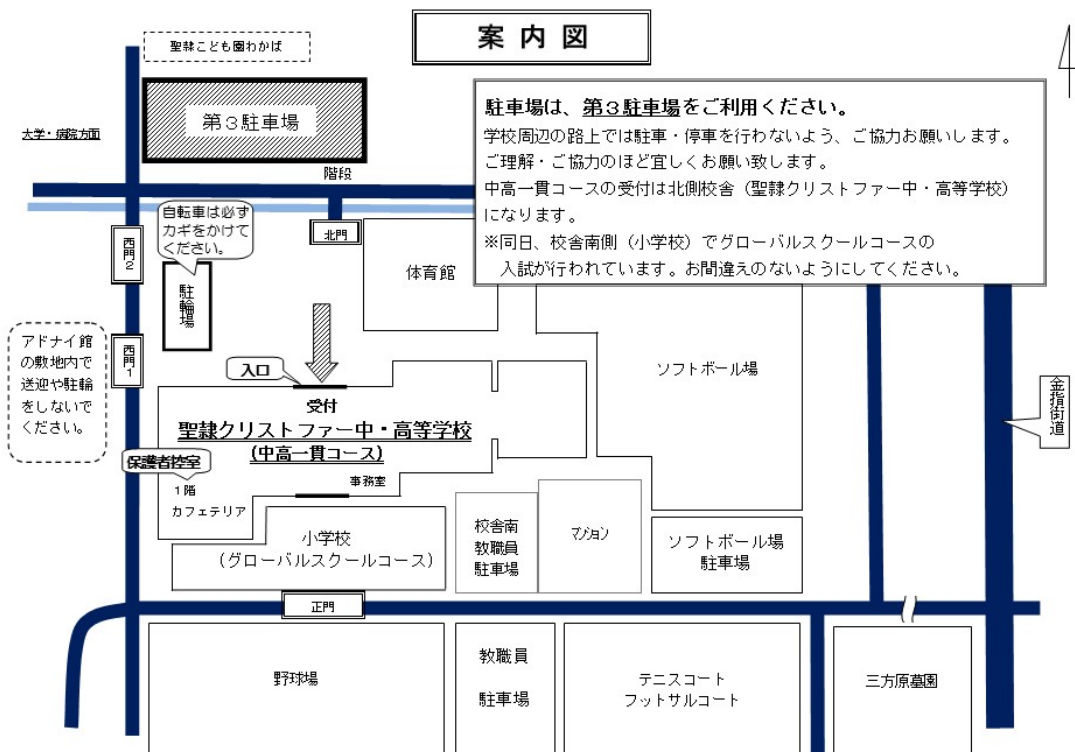 案内図
聖隷こども園わかば
第３駐車場
大学・病院方面
階段
駐車場は、第３駐車場をご利用ください。
学校周辺の路上では駐車・停車を行わないよう、ご協力お願いします。
ご理解・ご協力のほど宜しくお願い致します。
中高一貫コースの受付は北側校舎（聖隷クリストファー中・高等学校）
になります。
※同日、校舎南側（小学校）でグローバルスクールコースの
入試が行われています。お間違えのないようにしてください。
自転車は必ず
カギをかけて
ください。
北門
西門2
駐輪場
体育館
西門1
アドナイ館
の敷地内で
送迎や駐輪
をしないで
ください。
入口
受付
聖隷クリストファー中・高等学校
(中高一貫コース)
ソフトボール場
金指街道
保護者控室
１階
カフェテリア
事務室
小学校
（グローバルスクールコース）
校舎南
教職員
駐車場
マンション
ソフトボール場
駐車場
正門
野球場
教職員
駐車場
テニスコート
フットサルコート
三方原墓園